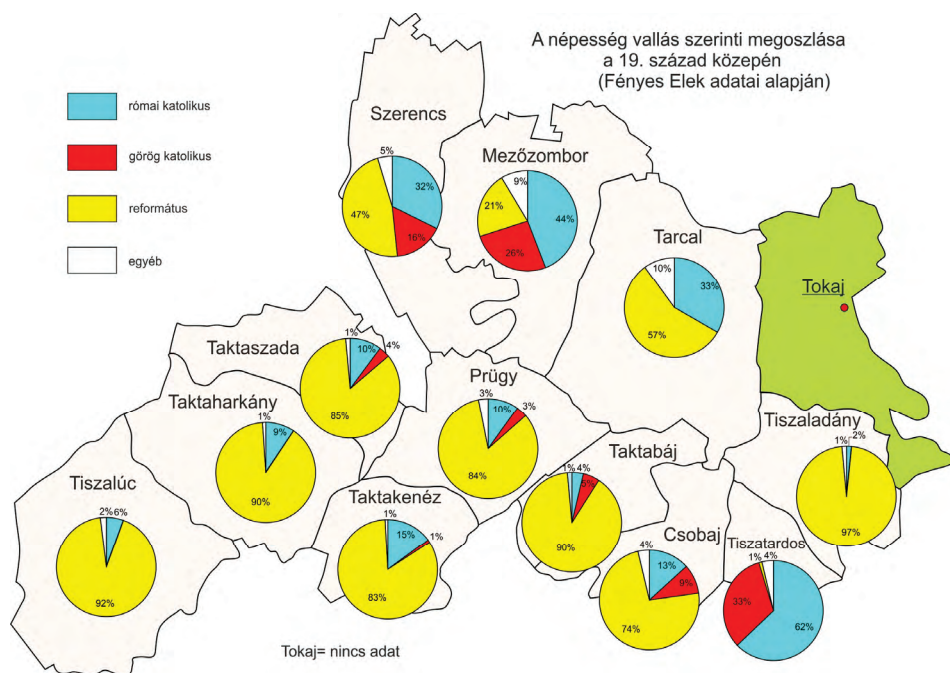 A népesség vallás szerinti megoszlása
a 19. század közepén
(Fényes Elek adatai alapján)
római katolikus
görög katolikus
református
egyéb
Szerencs
5%
32%
47%
16%
Mezőzombor
9%
44%
21%
26%
Tarcal
10%
33%
57%
Tokaj
Taktaszada
1%
10%
4%
85%
Prügy
3%
10%
3%
84%
Taktaharkány
1%
9%
90%
Tiszaladány
1%
2%
97%
Taktabáj
1%
4%
5%
90%
Tiszalúc
2%
6%
92%
Taktakenéz
1%
15%
1%
83%
Csobaj
4%
13%
9%
74%
Tiszatardos
1%
4%
33%
62%
Tokaj= nincs adat